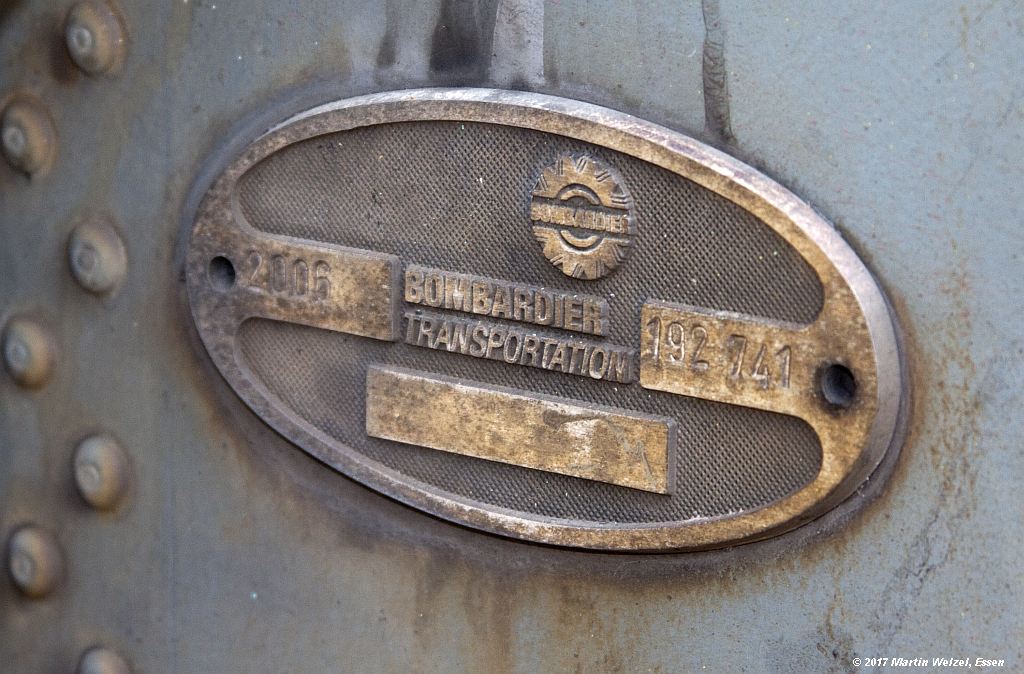 BOMBARDIER
2006
BOMBARDIER
TRANSPORTATION
192 741
© 2017 Martin Welzel, Essen